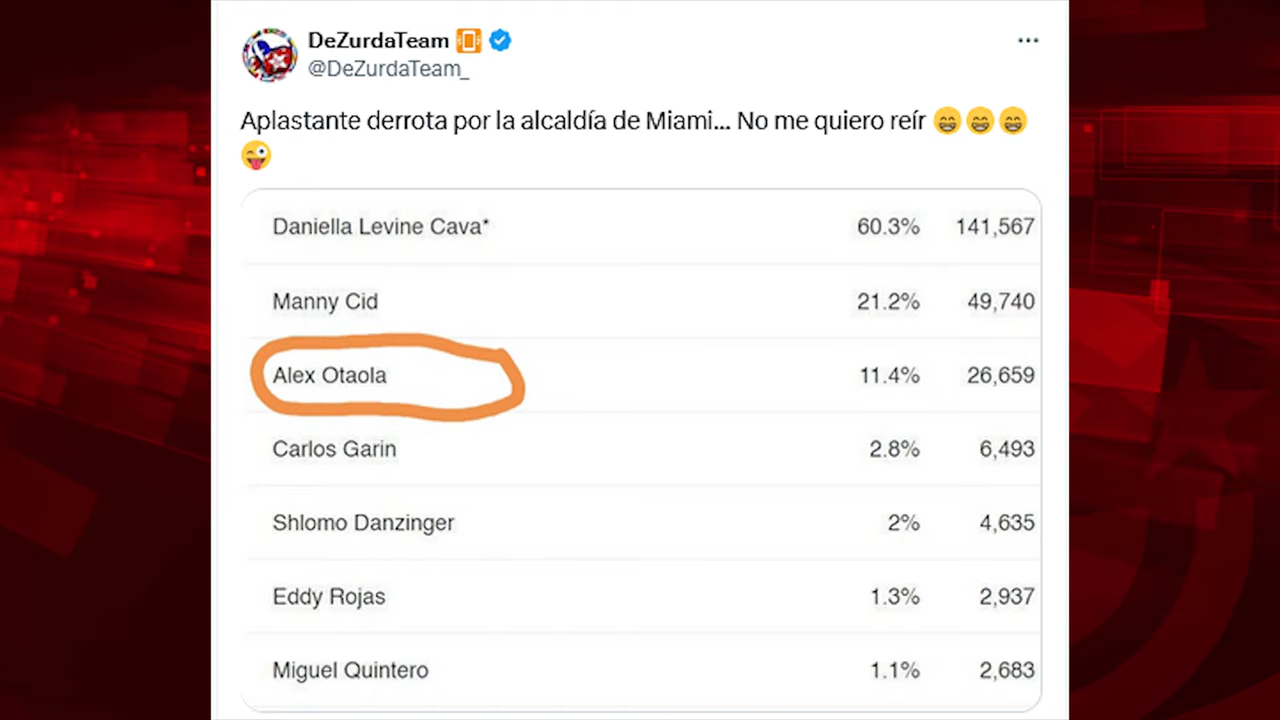 DeZurdaTeam
@DeZurdaTeam_
Aplastante derrota por la alcaldía de Miami... No me quiero reír 😁😁😁
😜
Daniella Levine Cava* 60.3% 141,567
Manny Cid 21.2% 49,740
Alex Otaola 11.4% 26,659
Carlos Garin 2.8% 6,493
Shlomo Danzinger 2% 4,635
Eddy Rojas 1.3% 2,937
Miguel Quintero 1.1% 2,683